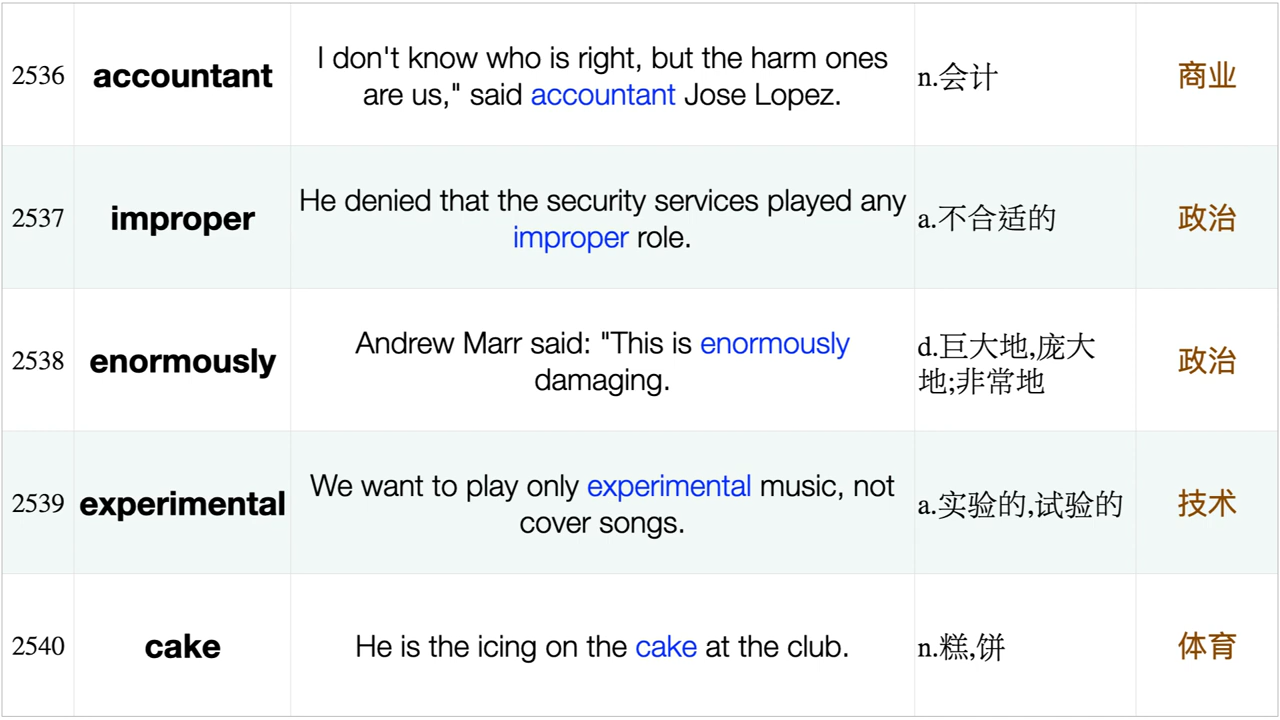 2536 accountant I don't know who is right, but the harm ones are us," said accountant Jose Lopez. n.会计 商业
2537 improper He denied that the security services played any improper role. a.不合适的 政治
2538 enormously Andrew Marr said: "This is enormously damaging. d.巨大地,庞大地;非常地 政治
2539 experimental We want to play only experimental music, not cover songs. a.实验的,试验的 技术
2540 cake He is the icing on the cake at the club. n.糕,饼 体育